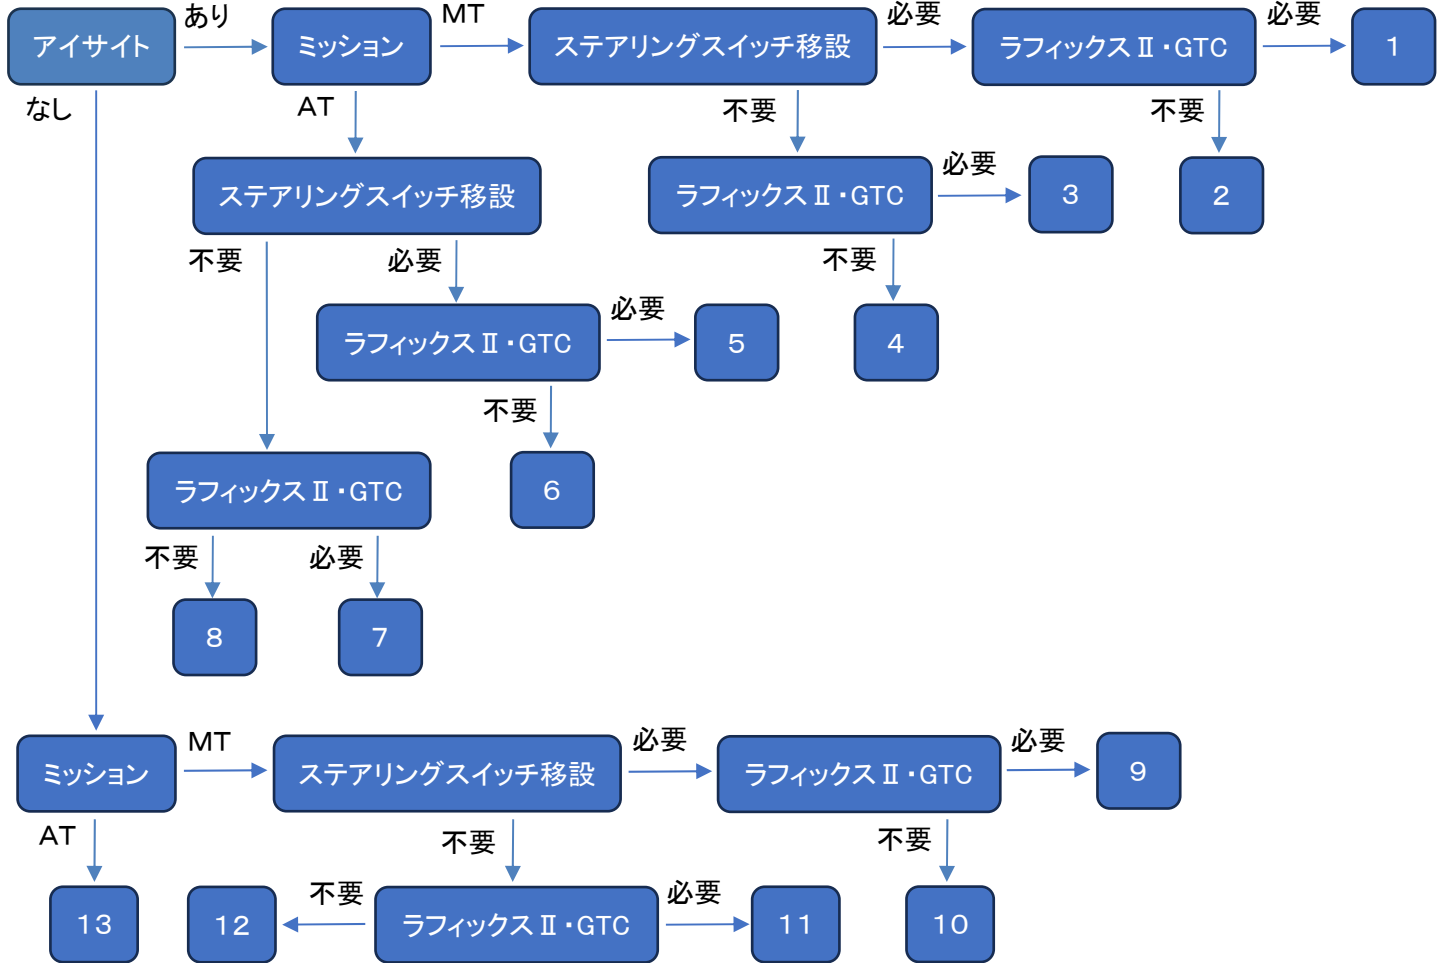 アイサイト
あり
ミッション
MT
ステアリングスイッチ移設
必要
ラフィックスⅡ・GTC
必要
1
なし
AT
不要
不要
ステアリングスイッチ移設
ラフィックスⅡ・GTC
必要
3
2
不要
必要
不要
ラフィックスⅡ・GTC
必要
5
4
不要
ラフィックスⅡ・GTC
6
不要
必要
8
7
ミッション
MT
ステアリングスイッチ移設
必要
ラフィックスⅡ・GTC
必要
9
AT
不要
不要
13
12
不要
ラフィックスⅡ・GTC
必要
11
10